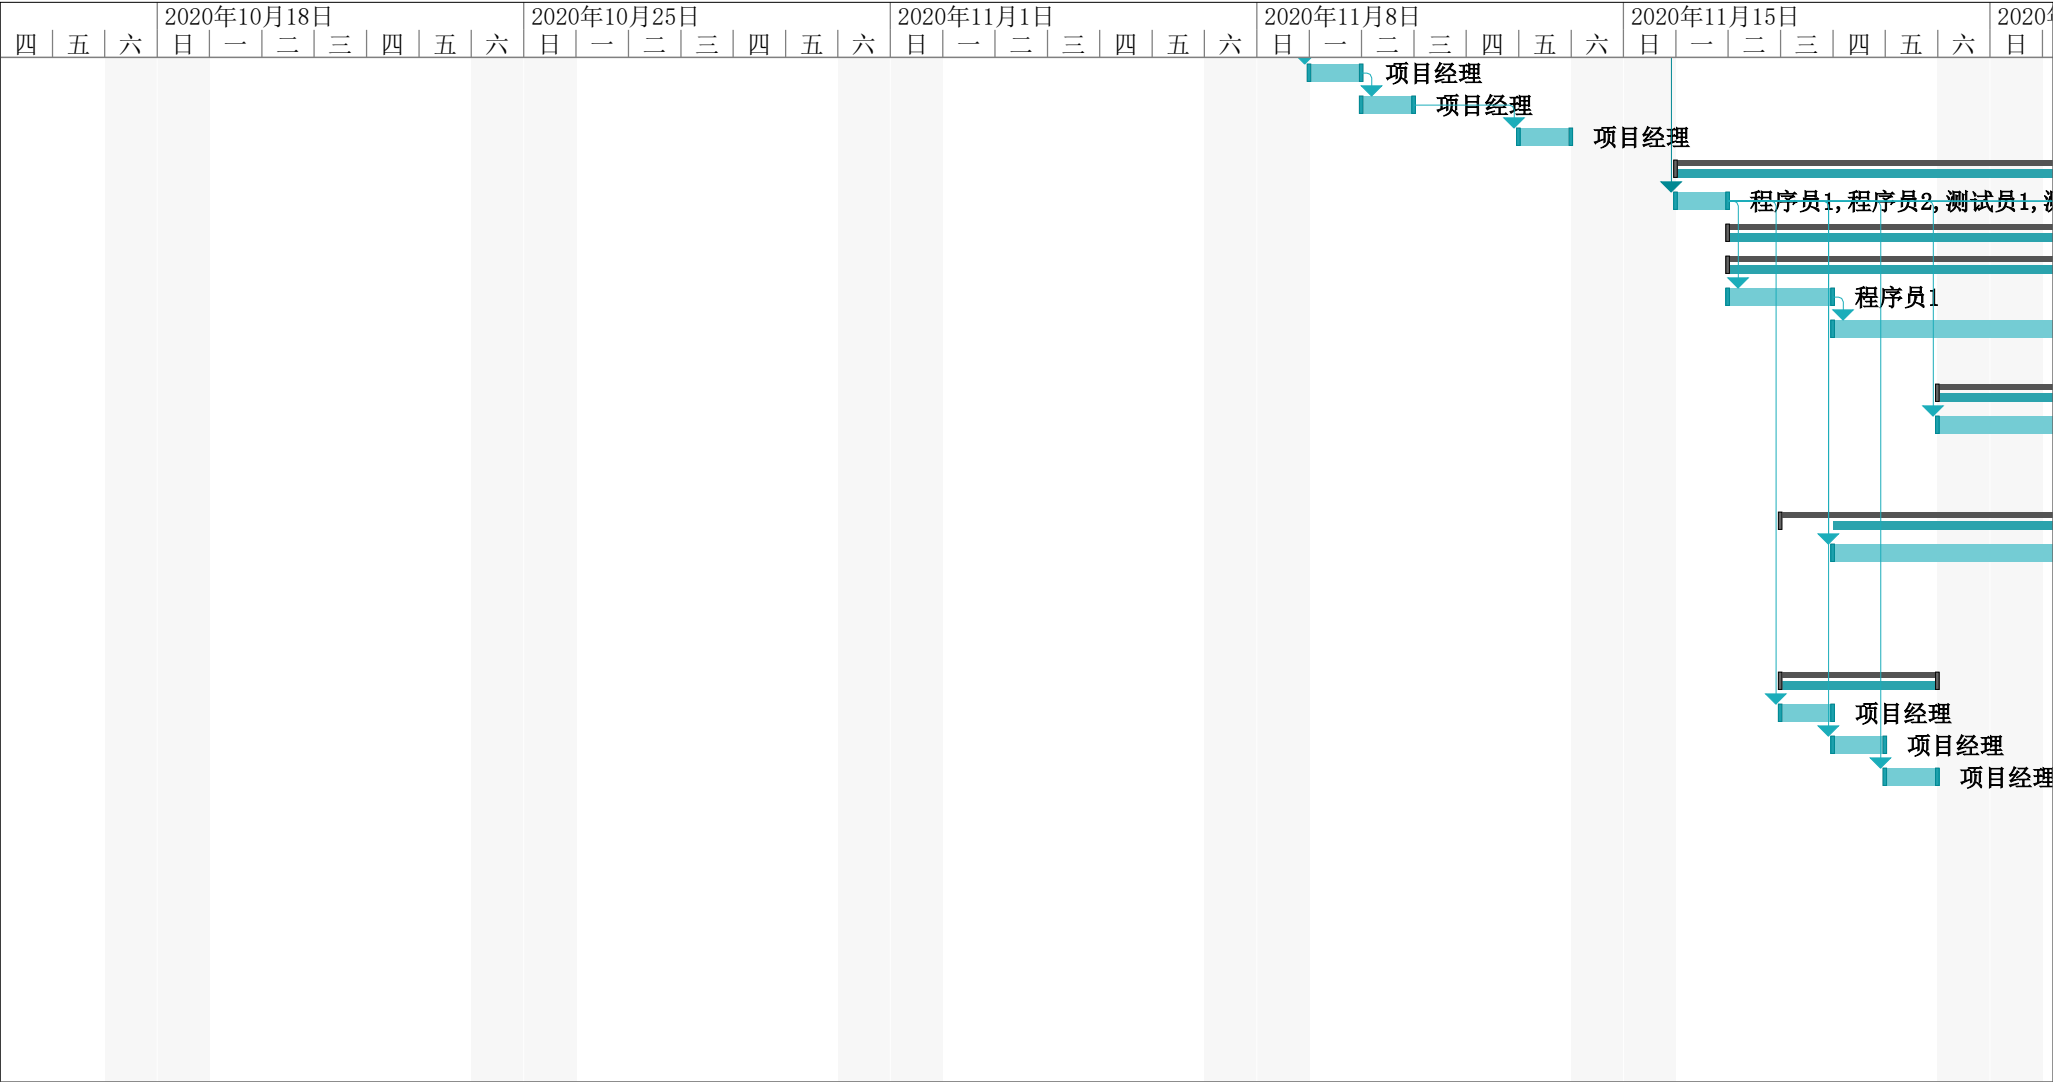 2020年10月18日 2020年10月25日 2020年11月1日 2020年11月8日 2020年11月15日 2020
四 五 六 日 一 二 三 四 五 六 日 一 二 三 四 五 六 日 一 二 三 四 五 六 日 一 二 三 四 五 六 日 一 二 三 四 五 六 日
项目经理
项目经理
项目经理
程序员1, 程序员2, 测试员1,
程序员1
项目经理
项目经理
项目经理